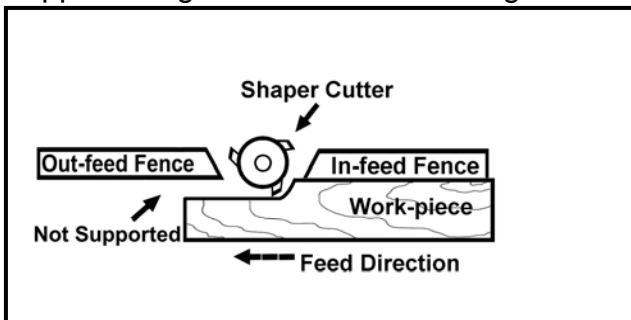 Shaper Cutter
Out-feed Fence
In-feed Fence
Work-piece
Not Supported
Feed Direction